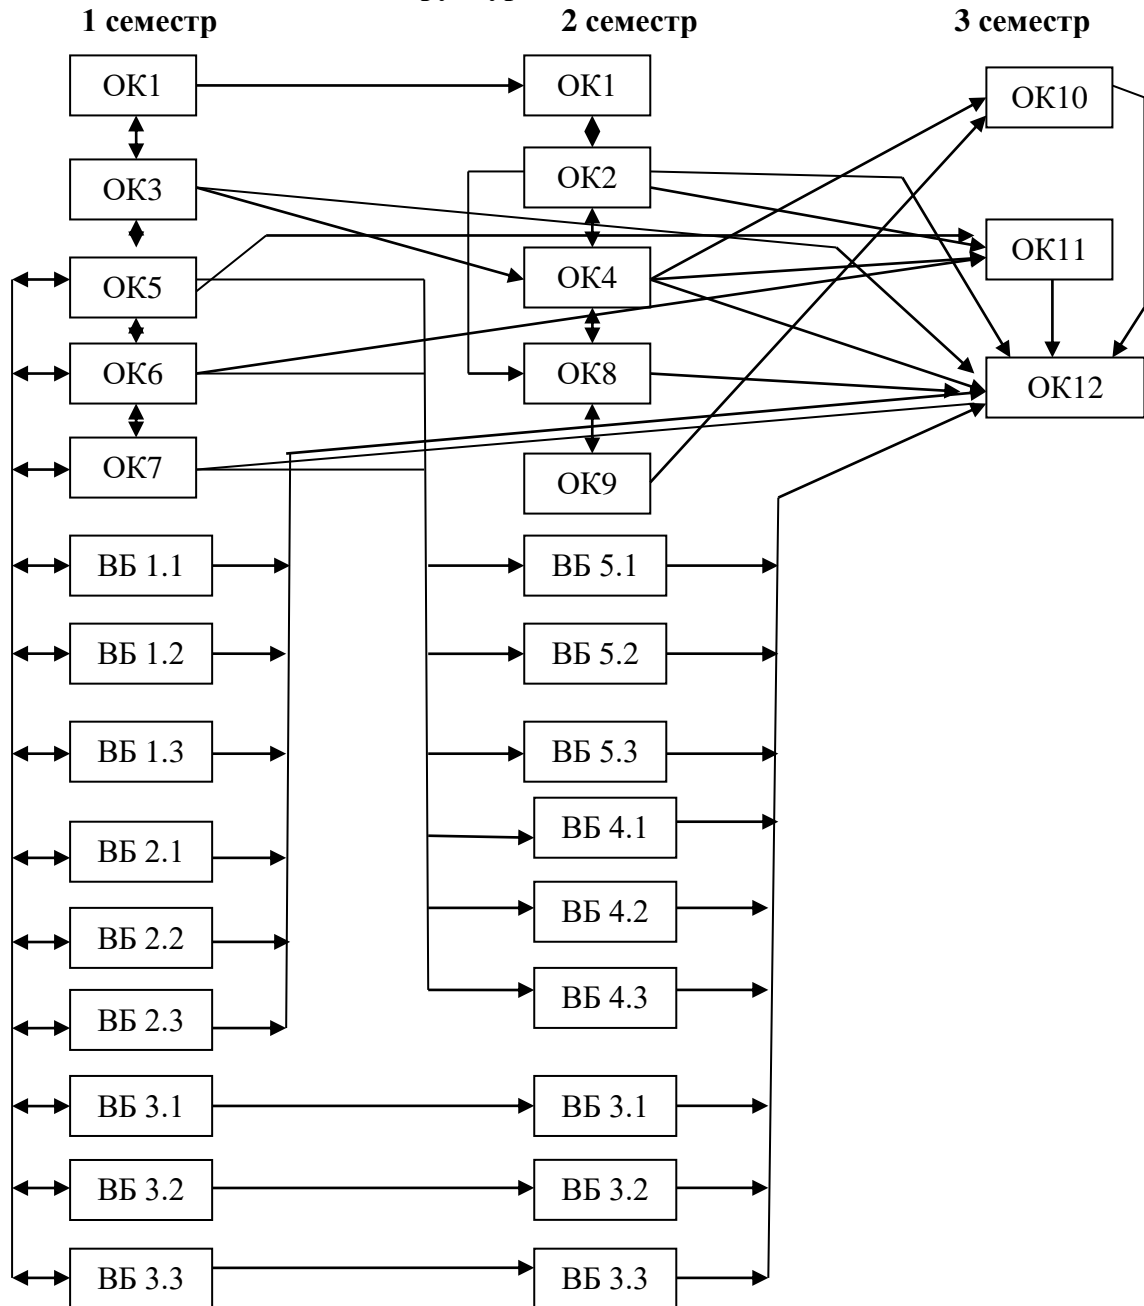 1 семестр 2 семестр 3 семестр
ОК1 ОК1 ОК10
ОК3 ОК2
ОК5 ОК4 ОК11
ОК6 ОК8 ОК12
ОК7 ОК9
ВБ 1.1 ВБ 5.1
ВБ 1.2 ВБ 5.2
ВБ 1.3 ВБ 5.3
ВБ 2.1 ВБ 4.1
ВБ 2.2 ВБ 4.2
ВБ 2.3 ВБ 4.3
ВБ 3.1 ВБ 3.1
ВБ 3.2 ВБ 3.2
ВБ 3.3 ВБ 3.3